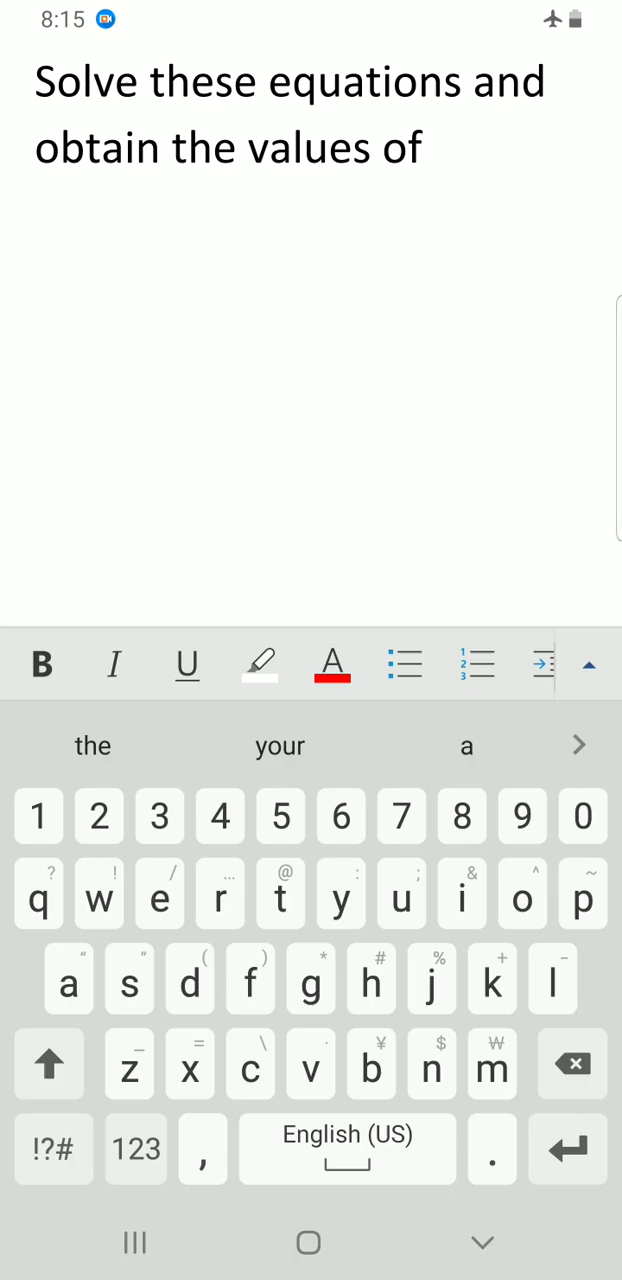 8:15
Solve these equations and
obtain the values of
B I U A
the your a
1 2 3 4 5 6 7 8 9 0
? ! / ... @ : ; & ^ ~
q w e r t y u i o p
" " ( ) * # % + -
a s d f g h j k l
_ = \ · ¥ $ ₩
z x c v b n m
English (US)
!?# 123 , .